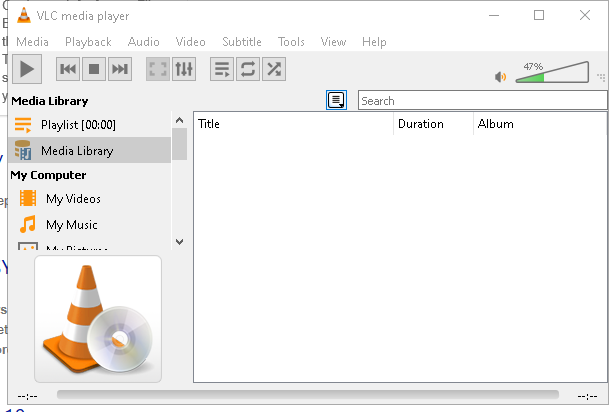 VLC media player
Media Playback Audio Video Subtitle Tools View Help
47%
Media Library
Search
Playlist [00:00]
Title Duration Album
Media Library
My Computer
My Videos
My Music
My Pictures
--:-- --:--